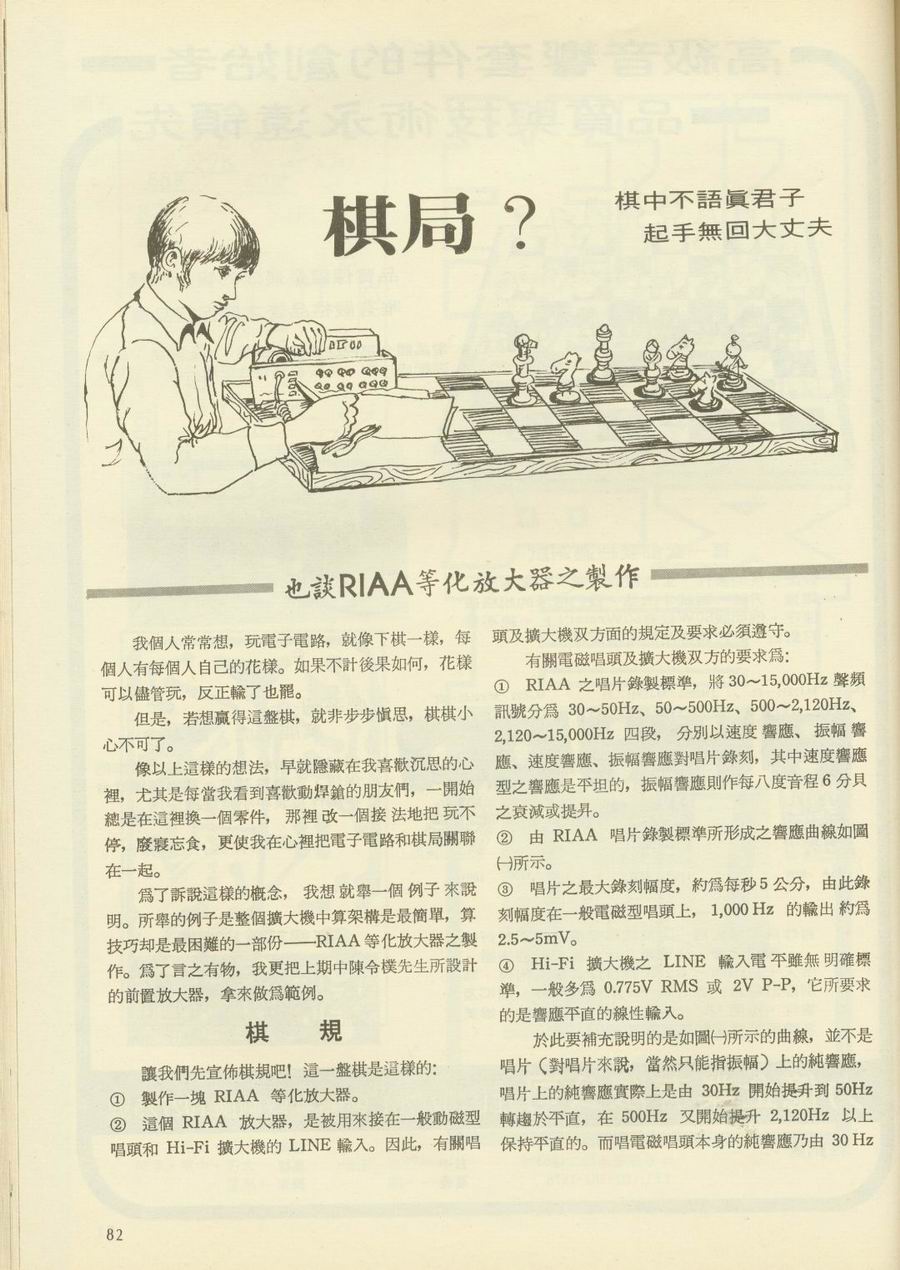 棋局？
棋中不語眞君子
起手無回大丈夫
也談RIAA等化放大器之製作
我個人常常想，玩電子電路，就像下棋一樣，每
個人有每個人自己的花樣。如果不計後果如何，花樣
可以儘管玩，反正輸了也罷。
但是，若想贏得這盤棋，就非步步愼思，棋棋小
心不可了。
像以上這樣的想法，早就隱藏在我喜歡沉思的心
裡，尤其是每當我看到喜歡動焊鎗的朋友們，一開始
總是在這裡換一個零件，那裡改一個接法地把玩不
停，廢寢忘食，更使我在心裡把電子電路和棋局關聯
在一起。
爲了訴說這樣的概念，我想就舉一個例子來說
明。所舉的例子是整個擴大機中算架構是最簡單，算
技巧却是最困難的一部份——RIAA等化放大器之製
作。爲了言之有物，我更把上期中陳令樸先生所設計
的前置放大器，拿來做爲範例。
棋　規
讓我們先宣佈棋規吧！這一盤棋是這樣的：
①　製作一塊 RIAA 等化放大器。
②　這個 RIAA 放大器，是被用來接在一般動磁型
唱頭和 Hi-Fi 擴大機的 LINE 輸入。因此，有關唱
頭及擴大機双方面的規定及要求必須遵守。
有關電磁唱頭及擴大機双方的要求爲：
①　RIAA 之唱片錄製標準，將30～15,000Hz 聲頻
訊號分爲 30～50Hz、50～500Hz、500～2,120Hz、
2,120～15,000Hz 四段，分別以速度響應、振幅響
應、速度響應、振幅響應對唱片錄刻，其中速度響應
型之響應是平坦的，振幅響應則作每八度音程6分貝
之衰減或提昇。
②　由 RIAA 唱片錄製標準所形成之響應曲線如圖
㈠所示。
③　唱片之最大錄刻幅度，約爲每秒5公分，由此錄
刻幅度在一般電磁型唱頭上，1,000Hz 的輸出約爲
2.5～5mV。
④　Hi-Fi 擴大機之 LINE 輸入電平雖無明確標
準，一般多爲 0.775V RMS 或 2V P-P，它所要求
的是響應平直的線性輸入。
於此要補充說明的是如圖㈠所示的曲線，並不是
唱片（對唱片來說，當然只能指振幅）上的純響應，
唱片上的純響應實際上是由 30Hz 開始提升到 50Hz
轉趨於平直，在 500Hz 又開始提升 2,120Hz 以上
保持平直的。而唱電磁唱頭本身的純響應乃由 30Hz
82